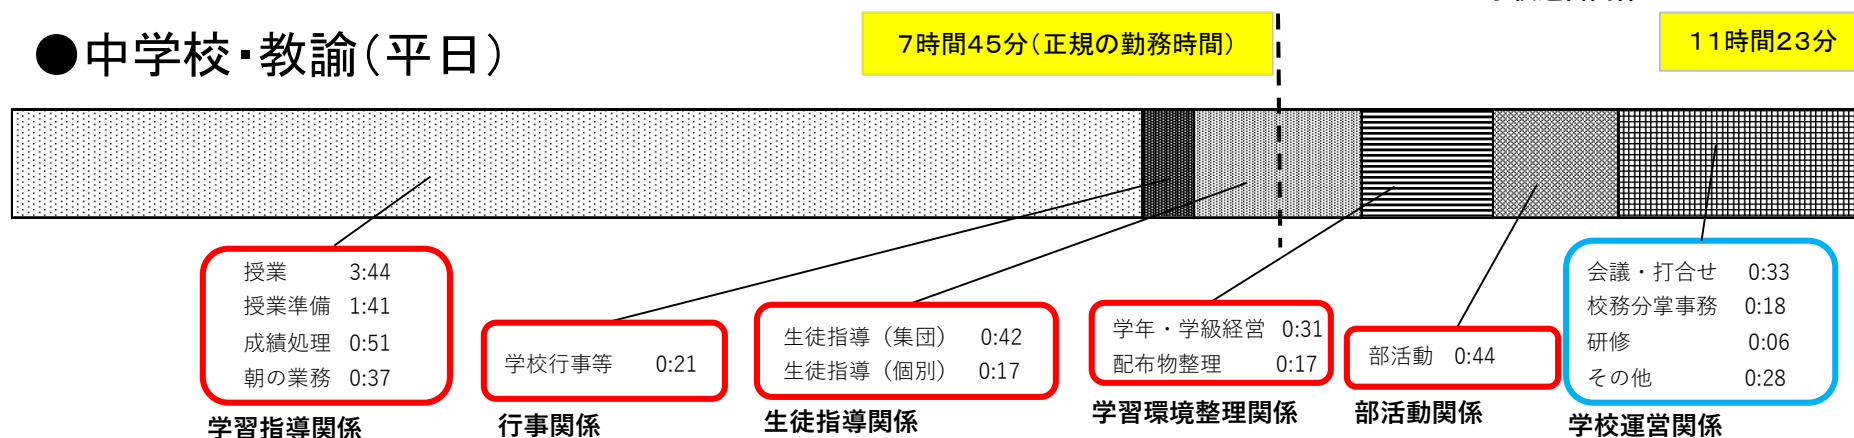 ●中学校・教諭(平日)
7時間45分(正規の勤務時間)
11時間23分
授業 3:44
授業準備 1:41
成績処理 0:51
朝の業務 0:37
学習指導関係
学校行事等 0:21
行事関係
生徒指導（集団） 0:42
生徒指導（個別） 0:17
生徒指導関係
学年・学級経営 0:31
配布物整理 0:17
学習環境整理関係
部活動 0:44
部活動関係
会議・打合せ 0:33
校務分掌事務 0:18
研修 0:06
その他 0:28
学校運営関係